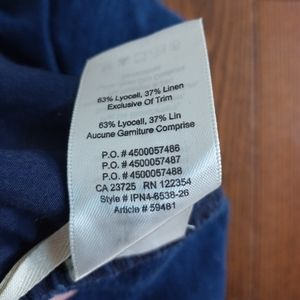 63% Lyocell, 37% Linen
Exclusive Of Trim
63% Lyocell, 37% Lin
Aucune Garniture Comprise
P.O. # 4500057486
P.O. # 4500057487
P.O. # 4500057488
CA 23725 RN 122354
Style # IPN4-6538-26
Article # 59481